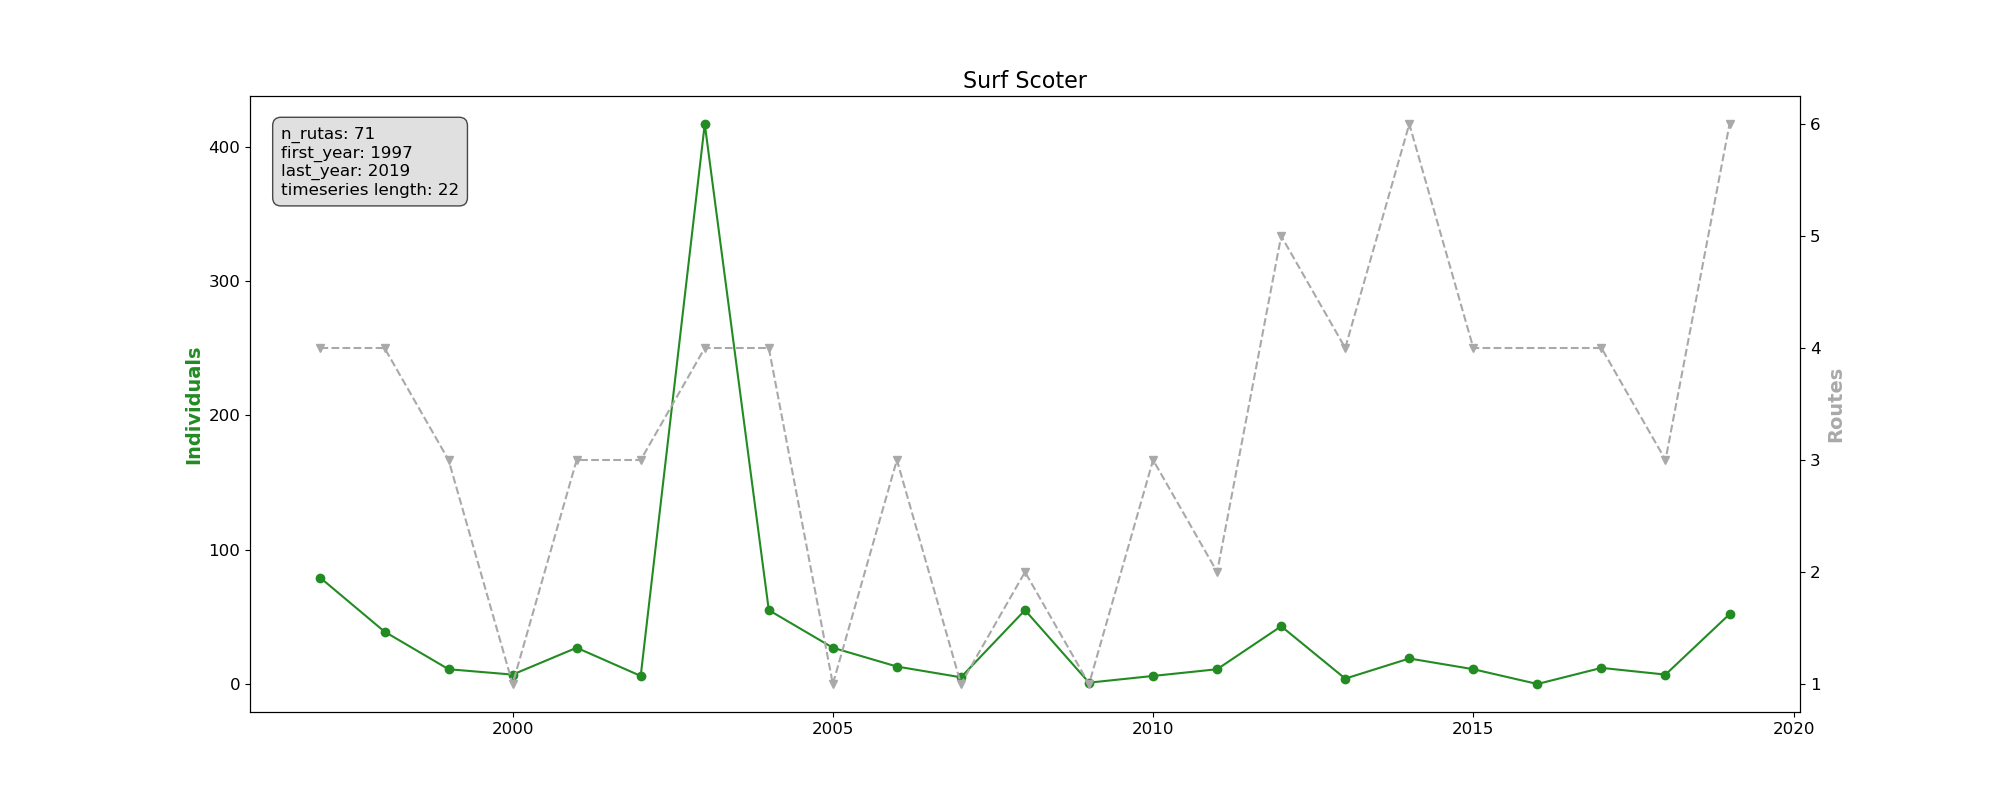 Surf Scoter
n_rutas: 71
first_year: 1997
last_year: 2019
timeseries length: 22
400
300
200
100
0
Individuals
6
5
4
3
2
1
Routes
2000
2005
2010
2015
2020